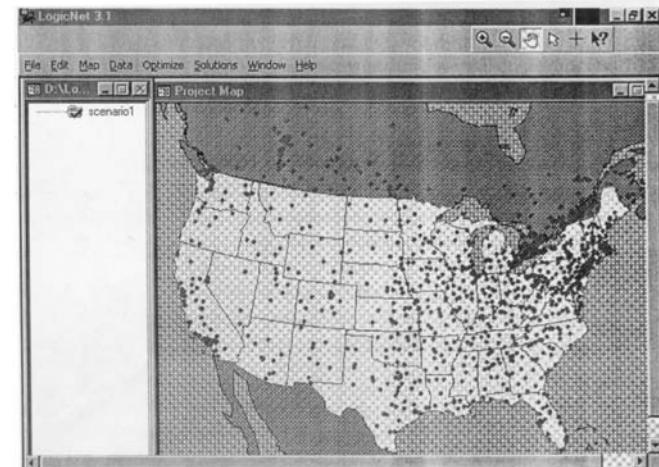 LogicNet 3.1
File Edit Map Data Optimize Solutions Window Help
D:\Lo...
Project Map
scenario1